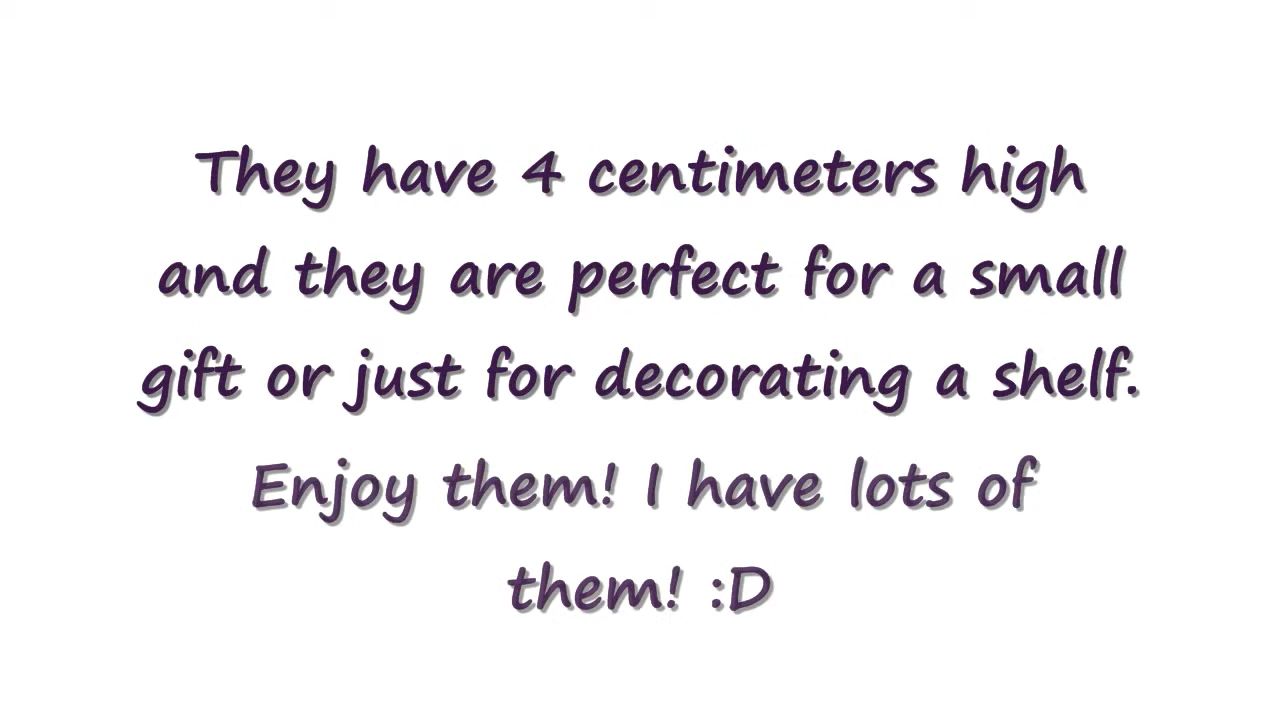 They have 4 centimeters high
and they are perfect for a small
gift or just for decorating a shelf.
Enjoy them! I have lots of
them! :D